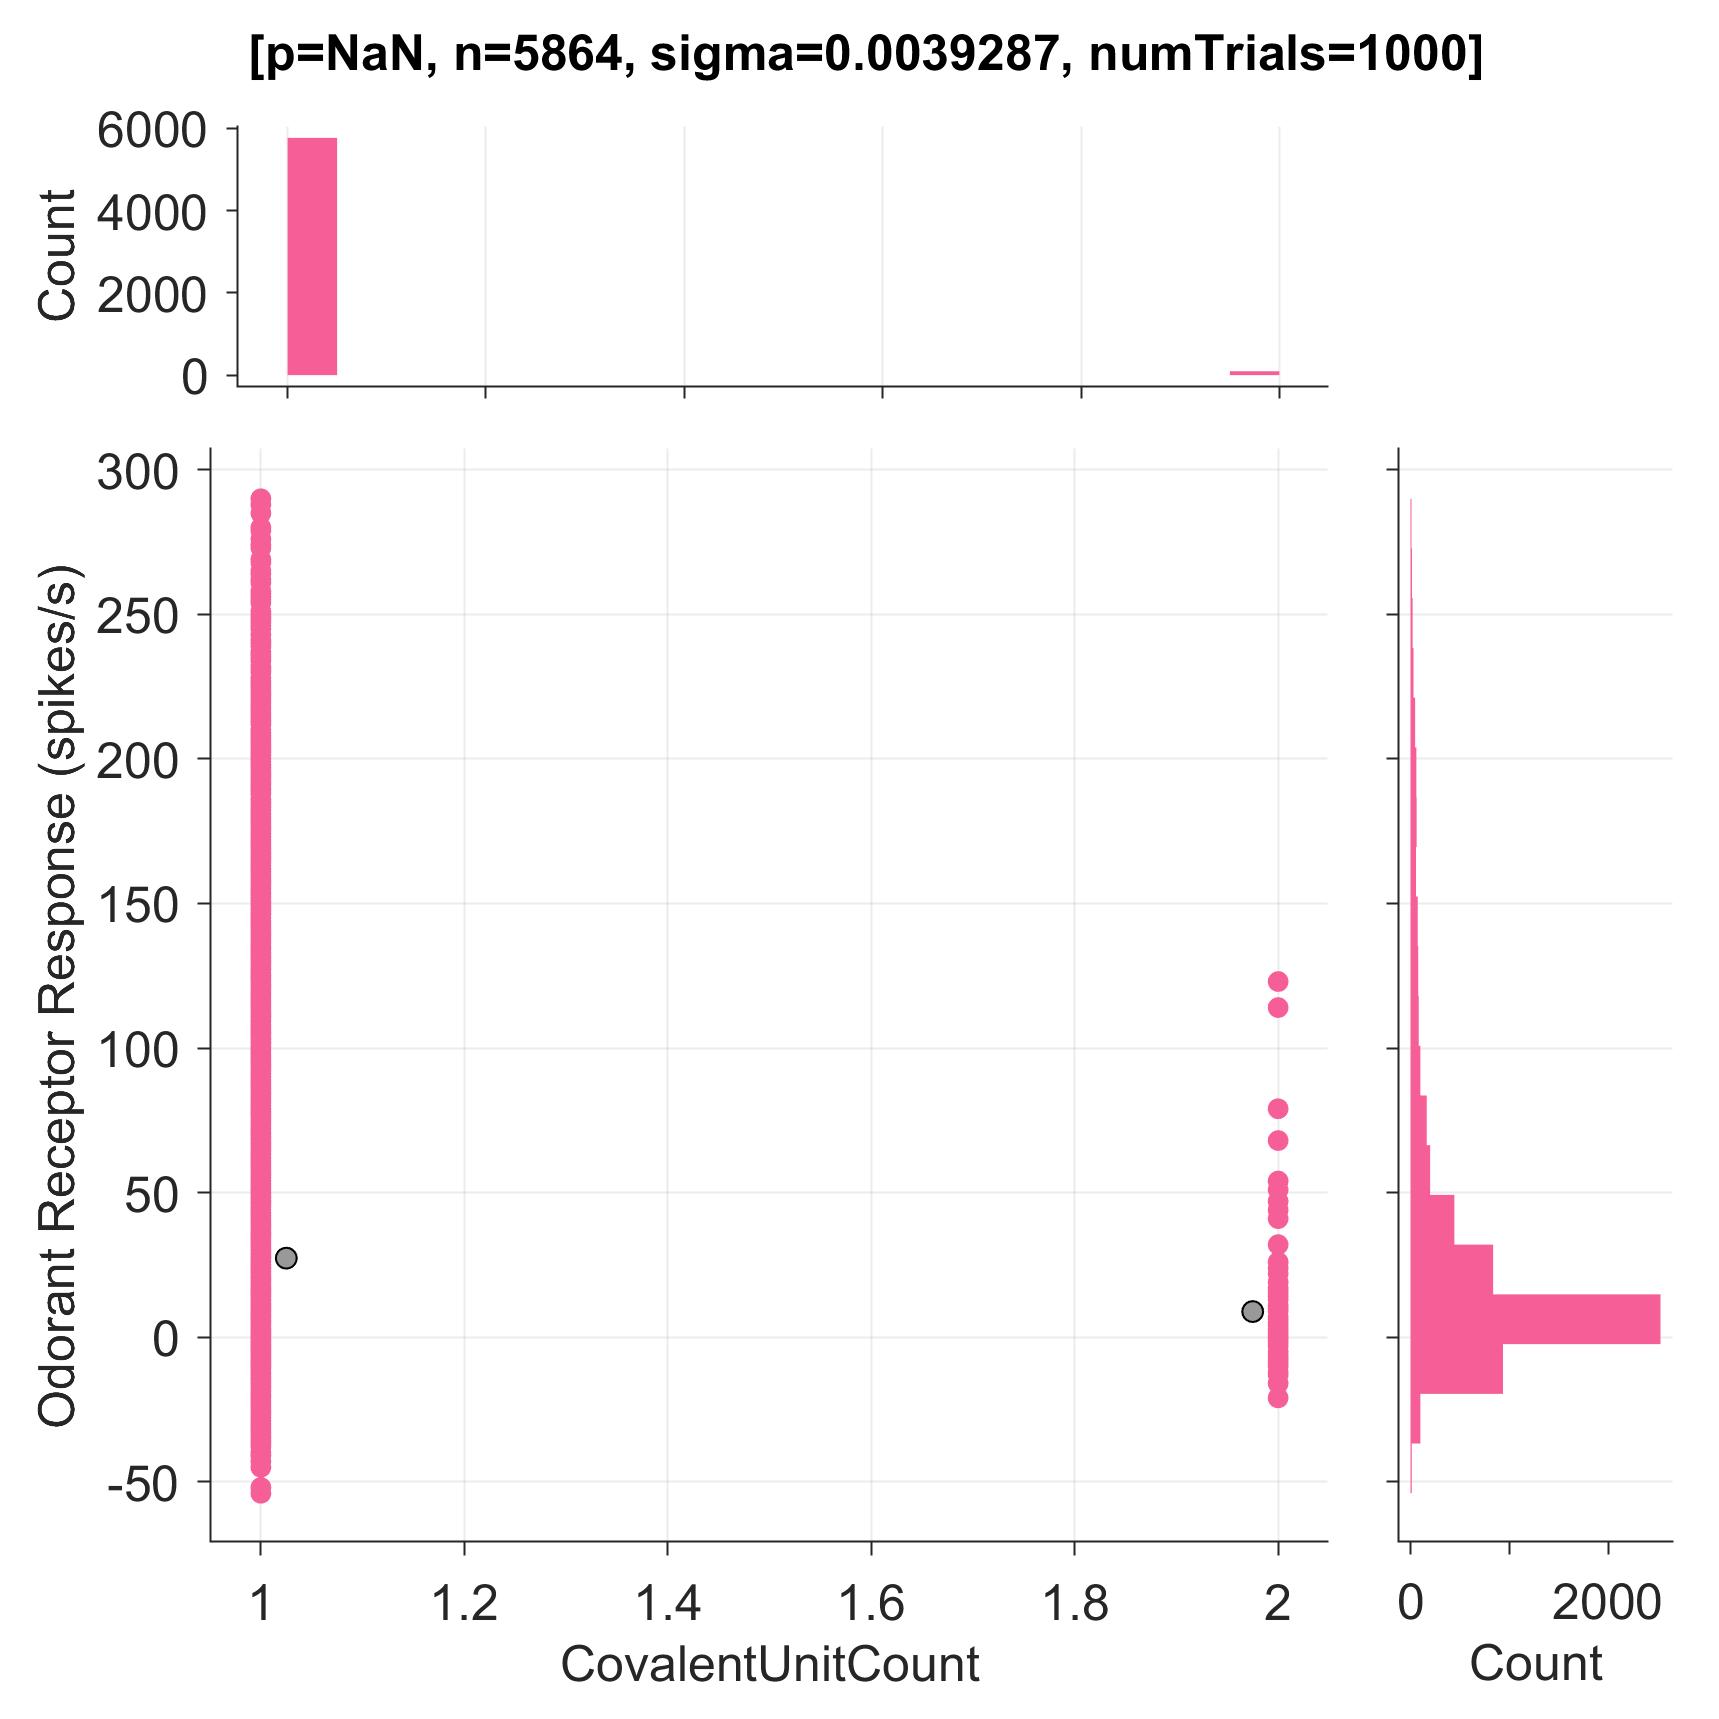 [p=NaN, n=5864, sigma=0.0039287, numTrials=1000]
6000
4000
2000
0
Count
300
250
200
150
100
50
0
-50
Odorant Receptor Response (spikes/s)
1 1.2 1.4 1.6 1.8 2
CovalentUnitCount
0 2000
Count